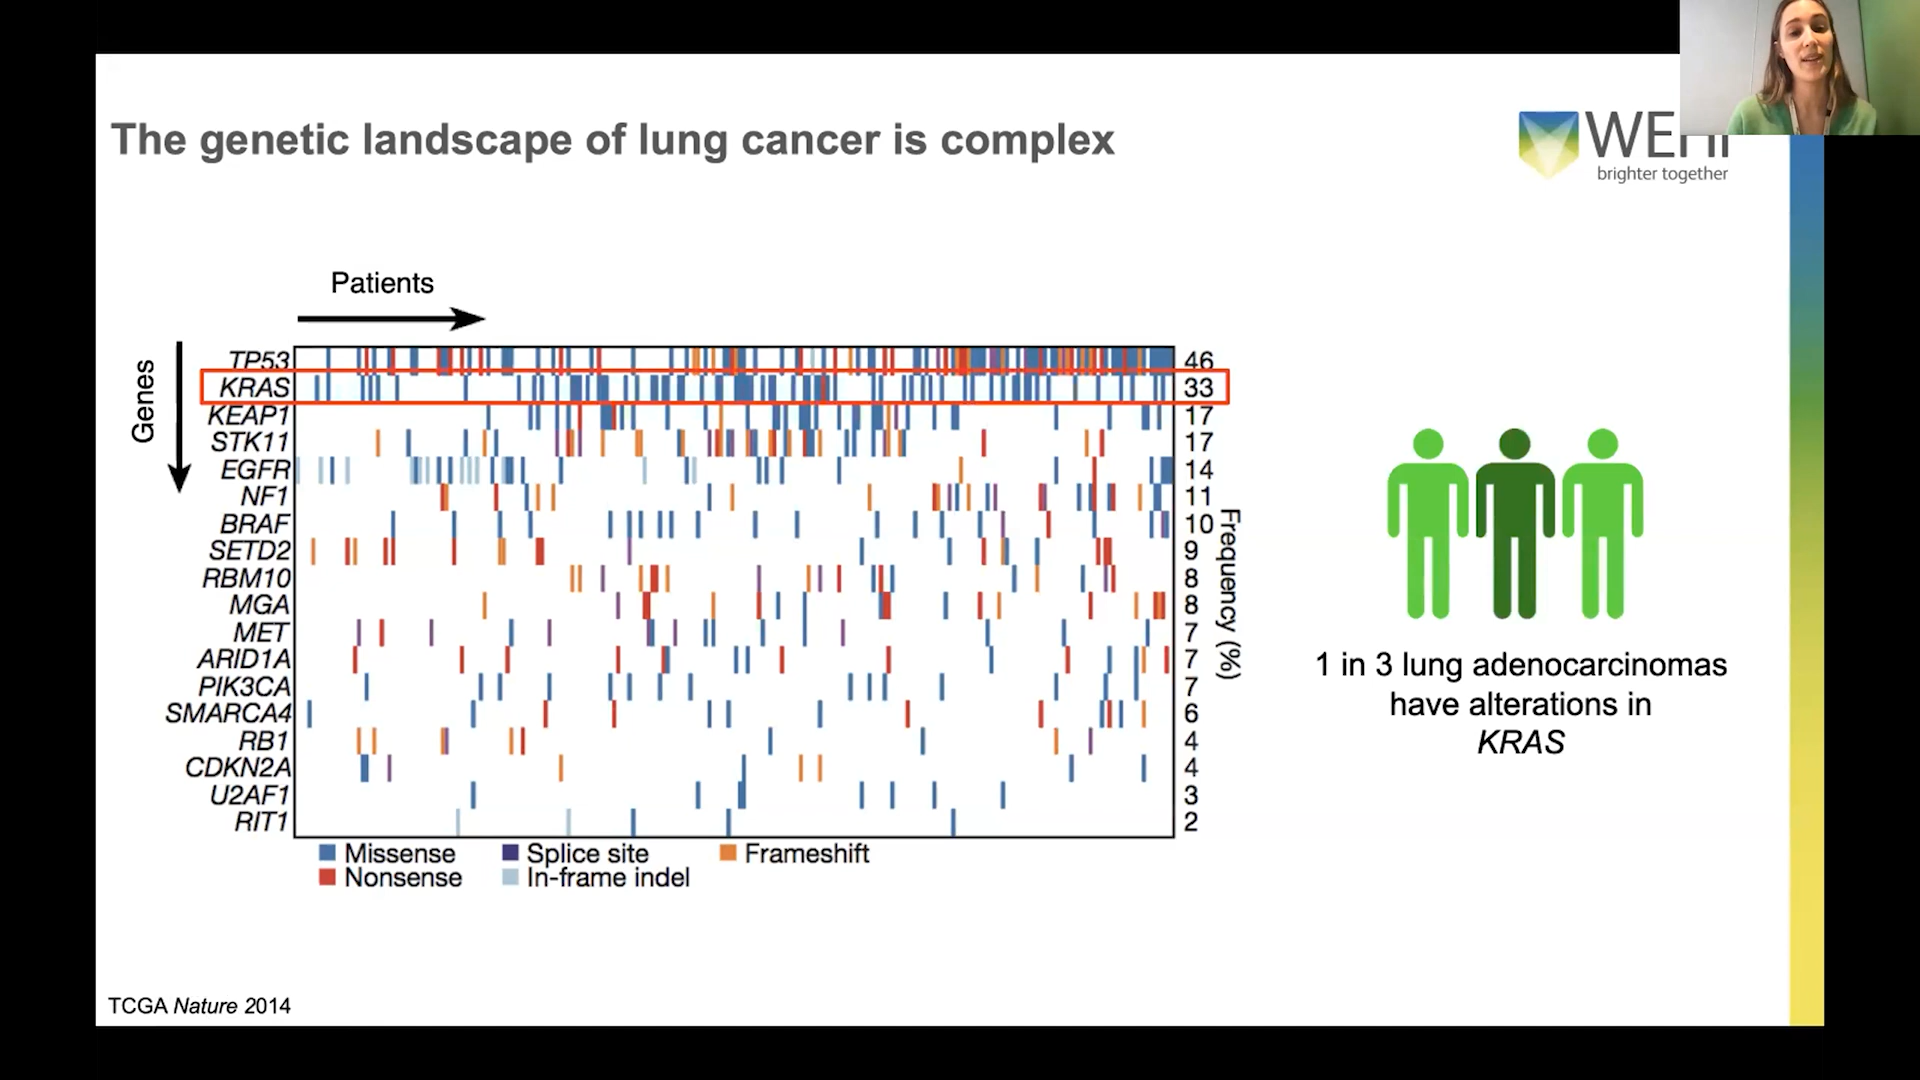 The genetic landscape of lung cancer is complex
WEHI
brighter together
Patients
Genes
TP53 46
KRAS 33
KEAP1 17
STK11 17
EGFR 14
NF1 11
BRAF 10
SETD2 9
RBM10 8
MGA 8
MET 7
ARID1A 7
PIK3CA 7
SMARCA4 6
RB1 4
CDKN2A 4
U2AF1 3
RIT1 2
Frequency (%)
Missense Splice site Frameshift
Nonsense In-frame indel
1 in 3 lung adenocarcinomas
have alterations in
KRAS
TCGA Nature 2014